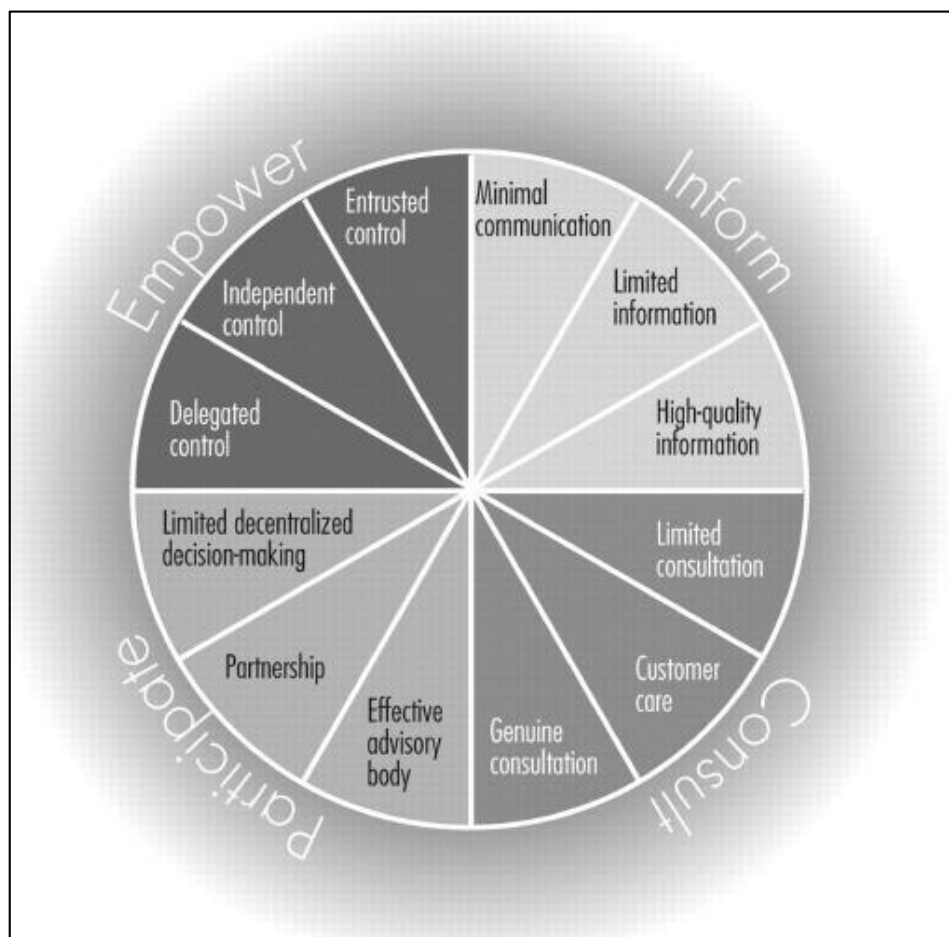 Inform
Minimal
communication
Limited
information
High-quality
information
Consult
Limited
consultation
Customer
care
Genuine
consultation
Participate
Effective
advisory
body
Partnership
Limited decentralized
decision-making
Empower
Delegated
control
Independent
control
Entrusted
control